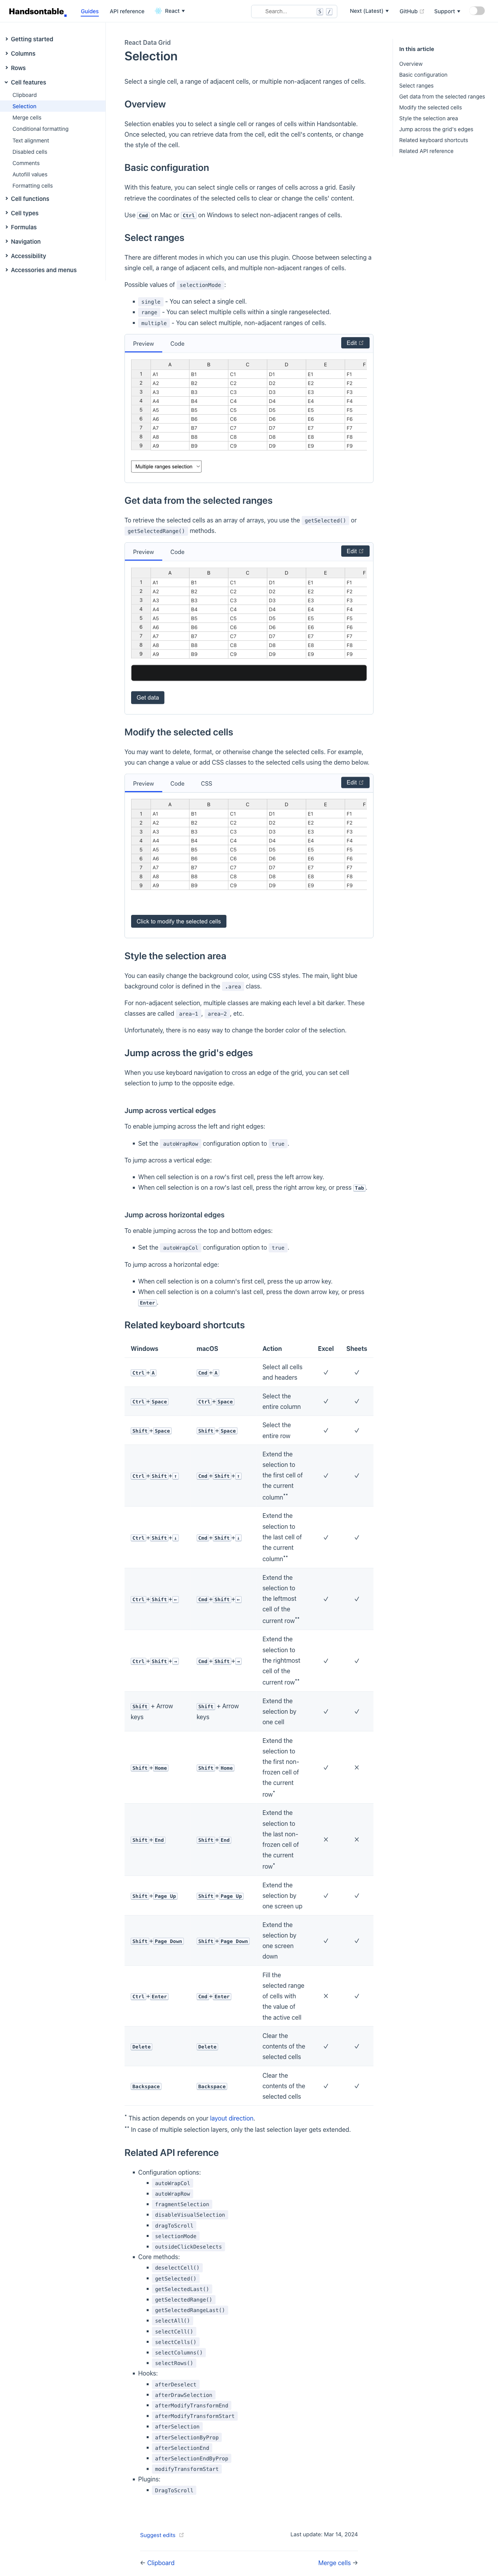 Handsontable
Guides
API reference
React
Search...
S
/
Next (Latest)
GitHub
Support
Getting started
Columns
Rows
Cell features
Clipboard
Selection
Merge cells
Conditional formatting
Text alignment
Disabled cells
Comments
Autofill values
Formatting cells
Cell functions
Cell types
Formulas
Navigation
Accessibility
Accessories and menus
In this article
Overview
Basic configuration
Select ranges
Get data from the selected ranges
Modify the selected cells
Style the selection area
Jump across the grid's edges
Related keyboard shortcuts
Related API reference
React Data Grid
Selection
Select a single cell, a range of adjacent cells, or multiple non-adjacent ranges of cells.
Overview
Selection enables you to select a single cell or ranges of cells within Handsontable.
Once selected, you can retrieve data from the cell, edit the cell's contents, or change
the style of the cell.
Basic configuration
With this feature, you can select single cells or ranges of cells across a grid. Easily
retrieve the coordinates of the selected cells to clear or change the cells' content.
Use Cmd on Mac or Ctrl on Windows to select non-adjacent ranges of cells.
Select ranges
There are different modes in which you can use this plugin. Choose between selecting a
single cell, a range of adjacent cells, and multiple non-adjacent ranges of cells.
Possible values of selectionMode :
single - You can select a single cell.
range - You can select multiple cells within a single rangeselected.
multiple - You can select multiple, non-adjacent ranges of cells.
Preview Code Edit
A B C D E F
1 A1 B1 C1 D1 E1 F1
2 A2 B2 C2 D2 E2 F2
3 A3 B3 C3 D3 E3 F3
4 A4 B4 C4 D4 E4 F4
5 A5 B5 C5 D5 E5 F5
6 A6 B6 C6 D6 E6 F6
7 A7 B7 C7 D7 E7 F7
8 A8 B8 C8 D8 E8 F8
9 A9 B9 C9 D9 E9 F9
Multiple ranges selection
Get data from the selected ranges
To retrieve the selected cells as an array of arrays, you use the getSelected() or
getSelectedRange() methods.
Preview Code Edit
A B C D E F
1 A1 B1 C1 D1 E1 F1
2 A2 B2 C2 D2 E2 F2
3 A3 B3 C3 D3 E3 F3
4 A4 B4 C4 D4 E4 F4
5 A5 B5 C5 D5 E5 F5
6 A6 B6 C6 D6 E6 F6
7 A7 B7 C7 D7 E7 F7
8 A8 B8 C8 D8 E8 F8
9 A9 B9 C9 D9 E9 F9
Get data
Modify the selected cells
You may want to delete, format, or otherwise change the selected cells. For example,
you can change a value or add CSS classes to the selected cells using the demo below.
Preview Code CSS Edit
A B C D E F
1 A1 B1 C1 D1 E1 F1
2 A2 B2 C2 D2 E2 F2
3 A3 B3 C3 D3 E3 F3
4 A4 B4 C4 D4 E4 F4
5 A5 B5 C5 D5 E5 F5
6 A6 B6 C6 D6 E6 F6
7 A7 B7 C7 D7 E7 F7
8 A8 B8 C8 D8 E8 F8
9 A9 B9 C9 D9 E9 F9
Click to modify the selected cells
Style the selection area
You can easily change the background color, using CSS styles. The main, light blue
background color is defined in the .area class.
For non-adjacent selection, multiple classes are making each level a bit darker. These
classes are called area-1 , area-2 , etc.
Unfortunately, there is no easy way to change the border color of the selection.
Jump across the grid's edges
When you use keyboard navigation to cross an edge of the grid, you can set cell
selection to jump to the opposite edge.
Jump across vertical edges
To enable jumping across the left and right edges:
Set the autoWrapRow configuration option to true .
To jump across a vertical edge:
When cell selection is on a row's first cell, press the left arrow key.
When cell selection is on a row's last cell, press the right arrow key, or press Tab.
Jump across horizontal edges
To enable jumping across the top and bottom edges:
Set the autoWrapCol configuration option to true .
To jump across a horizontal edge:
When cell selection is on a column's first cell, press the up arrow key.
When cell selection is on a column's last cell, press the down arrow key, or press
Enter.
Related keyboard shortcuts
Windows macOS Action Excel Sheets
Ctrl+A Cmd+A Select all cells and headers ✓ ✓
Ctrl+Space Ctrl+Space Select the entire column ✓ ✓
Shift+Space Shift+Space Select the entire row ✓ ✓
Ctrl+Shift+↑ Cmd+Shift+↑ Extend the selection to the first cell of the current column** ✓ ✓
Ctrl+Shift+↓ Cmd+Shift+↓ Extend the selection to the last cell of the current column** ✓ ✓
Ctrl+Shift+← Cmd+Shift+← Extend the selection to the leftmost cell of the current row** ✓ ✓
Ctrl+Shift+→ Cmd+Shift+→ Extend the selection to the rightmost cell of the current row** ✓ ✓
Shift + Arrow keys Shift + Arrow keys Extend the selection by one cell ✓ ✓
Shift+Home Shift+Home Extend the selection to the first non-frozen cell of the current row* ✓ ✗
Shift+End Shift+End Extend the selection to the last non-frozen cell of the current row* ✗ ✗
Shift+Page Up Shift+Page Up Extend the selection by one screen up ✓ ✓
Shift+Page Down Shift+Page Down Extend the selection by one screen down ✓ ✓
Ctrl+Enter Cmd+Enter Fill the selected range of cells with the value of the active cell ✗ ✓
Delete Delete Clear the contents of the selected cells ✓ ✓
Backspace Backspace Clear the contents of the selected cells ✓ ✓
* This action depends on your layout direction.
** In case of multiple selection layers, only the last selection layer gets extended.
Related API reference
Configuration options:
autoWrapCol
autoWrapRow
fragmentSelection
disableVisualSelection
dragToScroll
selectionMode
outsideClickDeselects
Core methods:
deselectCell()
getSelected()
getSelectedLast()
getSelectedRange()
getSelectedRangeLast()
selectAll()
selectCell()
selectCells()
selectColumns()
selectRows()
Hooks:
afterDeselect
afterDrawSelection
afterModifyTransformEnd
afterModifyTransformStart
afterSelection
afterSelectionByProp
afterSelectionEnd
afterSelectionEndByProp
modifyTransformStart
Plugins:
DragToScroll
Suggest edits
Last update: Mar 14, 2024
← Clipboard
Merge cells →